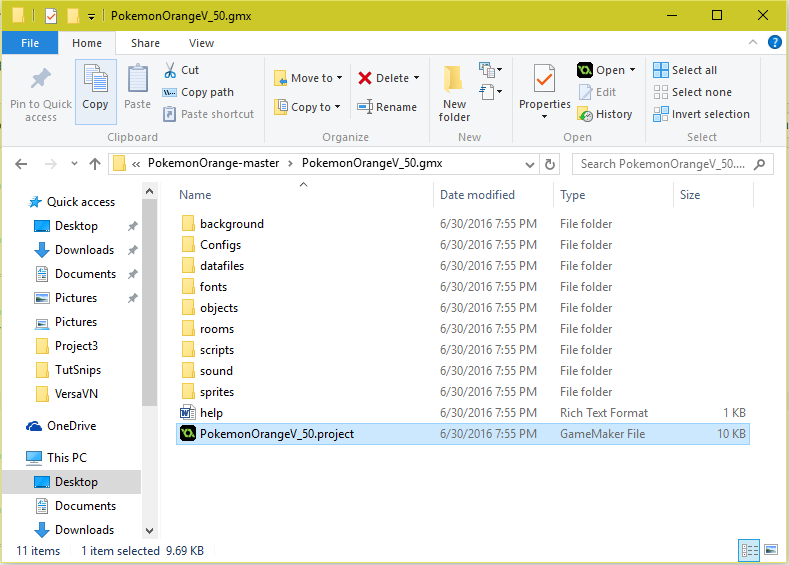 PokemonOrangeV_50.gmx
File Home Share View
Pin to Quick access
Copy
Paste
Cut
Copy path
Paste shortcut
Clipboard
Move to
Copy to
Delete
Rename
Organize
New folder
New
Properties
Open
Edit
History
Open
Select all
Select none
Invert selection
Select
« PokemonOrange-master > PokemonOrangeV_50.gmx
Search PokemonOrangeV_50....
Quick access
Desktop
Downloads
Documents
Pictures
Pictures
Project3
TutSnips
VersaVN
OneDrive
This PC
Desktop
Documents
Downloads
Name Date modified Type Size
background 6/30/2016 7:55 PM File folder
Configs 6/30/2016 7:55 PM File folder
datafiles 6/30/2016 7:55 PM File folder
fonts 6/30/2016 7:55 PM File folder
objects 6/30/2016 7:55 PM File folder
rooms 6/30/2016 7:55 PM File folder
scripts 6/30/2016 7:55 PM File folder
sound 6/30/2016 7:55 PM File folder
sprites 6/30/2016 7:55 PM File folder
help 6/30/2016 7:55 PM Rich Text Format 1 KB
PokemonOrangeV_50.project 6/30/2016 7:55 PM GameMaker File 10 KB
11 items 1 item selected 9.69 KB